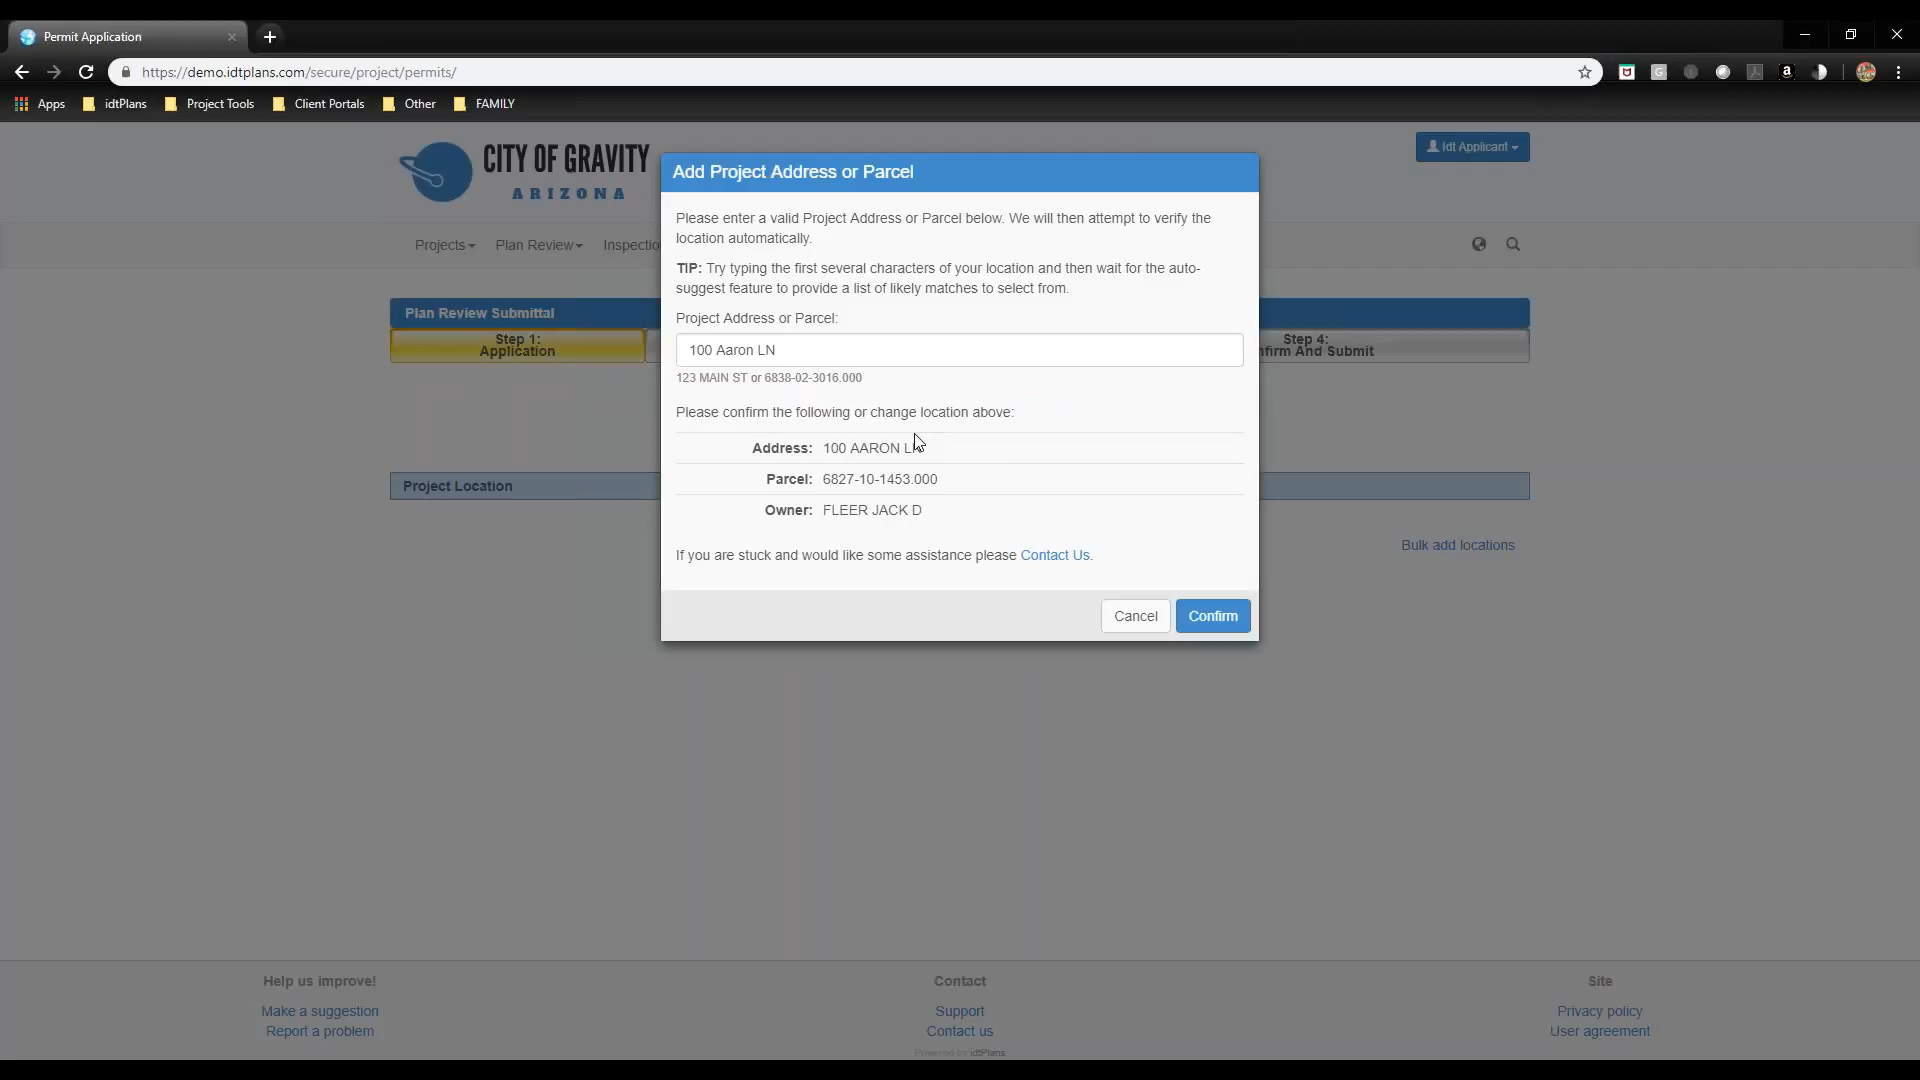 Permit Application
https://demo.idtplans.com/secure/project/permits/
Apps idtPlans Project Tools Client Portals Other FAMILY
CITY OF GRAVITY
ARIZONA
Idt Applicant
Projects Plan Review Inspectio
Plan Review Submittal
Step 1:
Application
Step 4:
nfirm And Submit
Project Location
Bulk add locations
Add Project Address or Parcel
Please enter a valid Project Address or Parcel below. We will then attempt to verify the
location automatically.
TIP: Try typing the first several characters of your location and then wait for the auto-
suggest feature to provide a list of likely matches to select from.
Project Address or Parcel:
100 Aaron LN
123 MAIN ST or 6838-02-3016.000
Please confirm the following or change location above:
Address: 100 AARON LN
Parcel: 6827-10-1453.000
Owner: FLEER JACK D
If you are stuck and would like some assistance please Contact Us.
Cancel Confirm
Help us improve!
Make a suggestion
Report a problem
Contact
Support
Contact us
Powered by idtPlans
Site
Privacy policy
User agreement